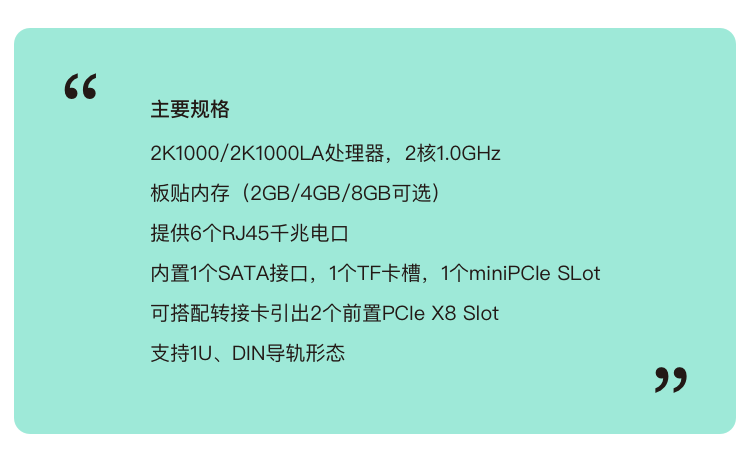 主要规格
2K1000/2K1000LA处理器，2核1.0GHz
板贴内存（2GB/4GB/8GB可选）
提供6个RJ45千兆电口
内置1个SATA接口，1个TF卡槽，1个miniPCIe SLot
可搭配转接卡引出2个前置PCIe X8 Slot
支持1U、DIN导轨形态